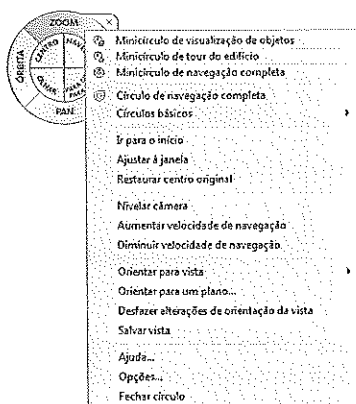 ZOOM
ÓRBITA
CENTRO
PAN
Minicírculo de visualização de objetos
Minicírculo de tour do edifício
Minicírculo de navegação completa
Círculo de navegação completa
Círculos básicos
Ir para o início
Ajustar à janela
Restaurar centro original
Nivelar câmera
Aumentar velocidade de navegação
Diminuir velocidade de navegação
Orientar para vista
Orientar para um plano...
Desfazer alterações de orientação da vista
Salvar vista
Ajuda...
Opções...
Fechar círculo